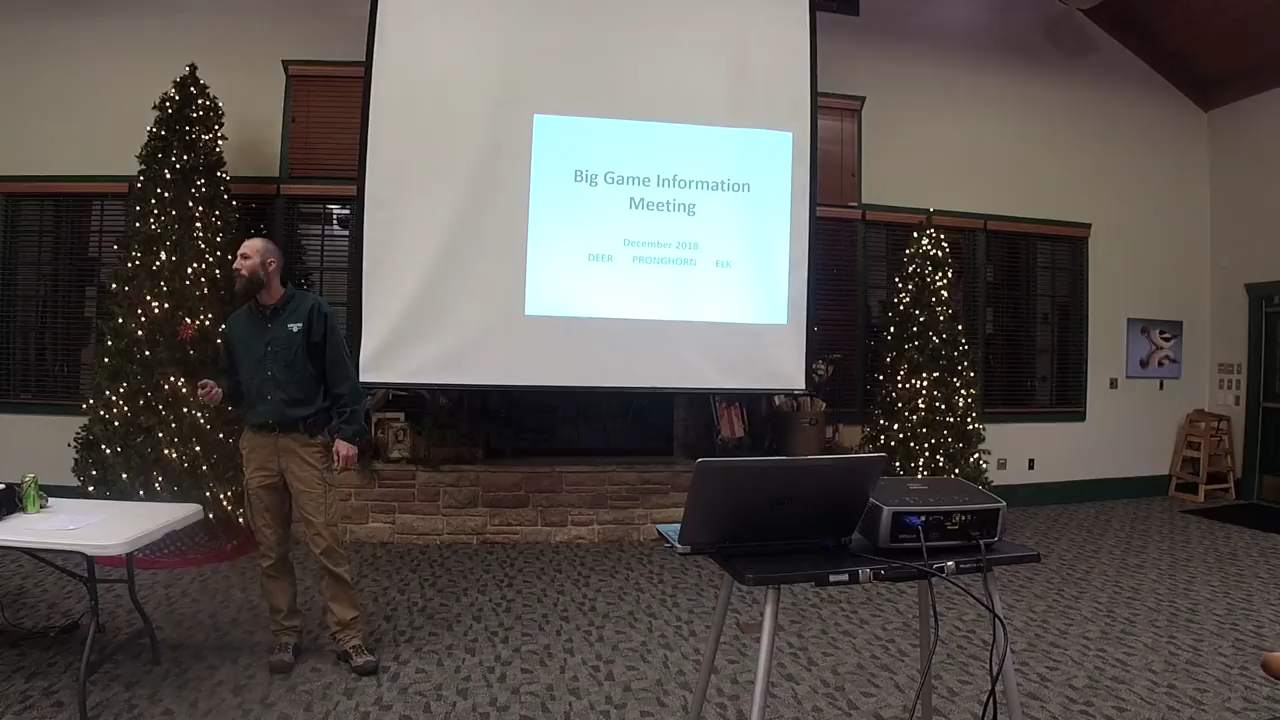 Big Game Information
Meeting
December 2018
DEER PRONGHORN ELK